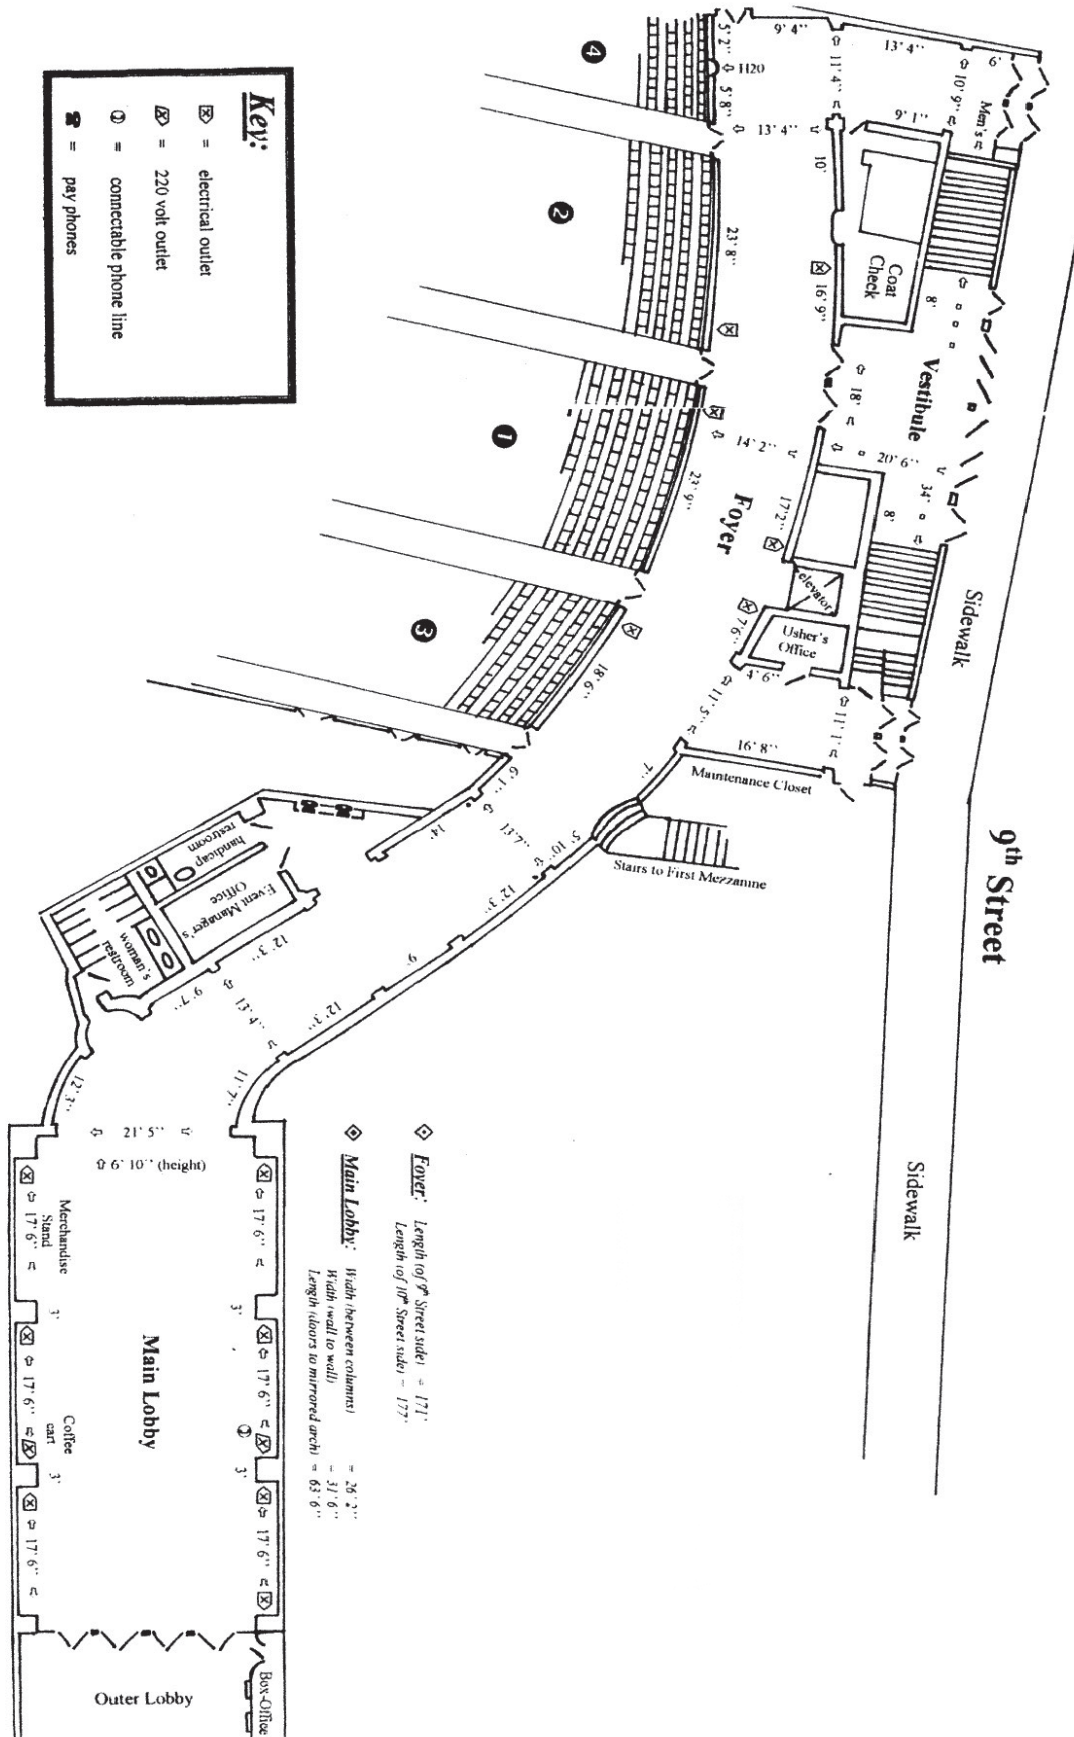 Key:
= electrical outlet
= 220 volt outlet
= connectable phone line
= pay phones
4
2
1
3
5'2''
H20
5'8''
9'4''
11'4''
13'4''
6'
10'9''
Men's
9'1''
13'4''
10'
23'8''
16'9''
Coat
Check
8'
Vestibule
18'
20'6''
34'
8'
14'2''
23'9''
17'2''
Foyer
elevator
7'6''
Usher's
Office
4'6''
18'6''
11'5''
11'1''
16'8''
Maintenance Closet
7''
Stairs to First Mezzanine
Sidewalk
9th Street
Sidewalk
6'1''
14'
13'7''
5'10''
12'3''
9'
12'3''
handicap
restroom
Event Manager's
Office
woman's
restroom
12'3''
9'7''
13'4''
11'7''
12'3''
21'5''
6'10'' (height)
Foyer: Length (of 9th Street side) = 171'
Length (of 10th Street side) = 177'
Main Lobby: Width (between columns) = 26'2''
Width (wall to wall) = 31'6''
Length (doors to mirrored arch) = 63'6''
17'6''
17'6''
Merchandise
Stand
3'
3'
Main Lobby
17'6''
17'6''
Coffee
cart
3'
3'
17'6''
17'6''
Outer Lobby
Box-Office